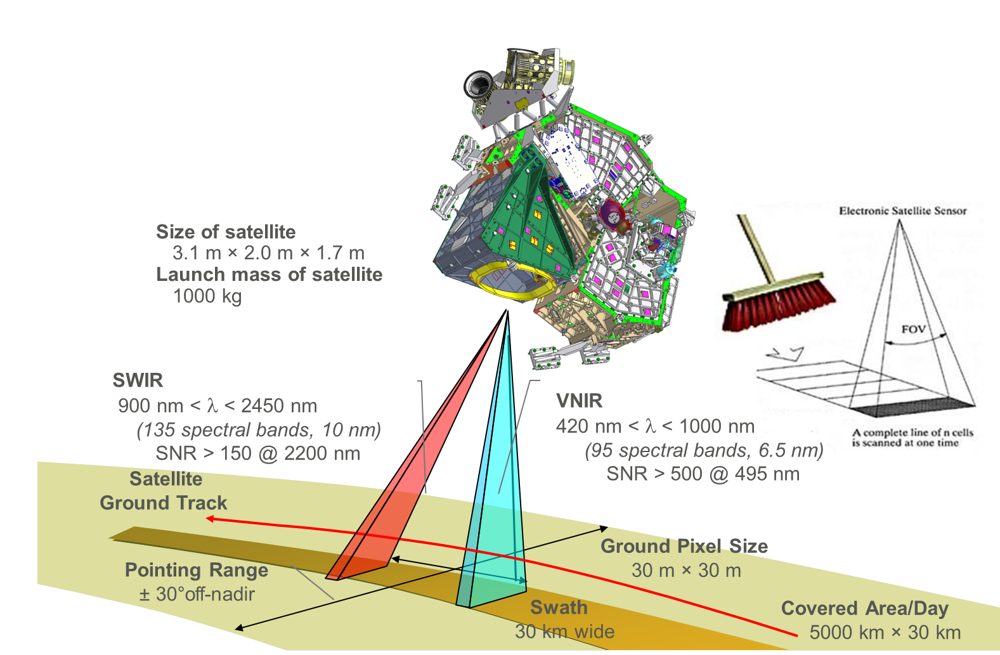 Electronic Satellite Sensor
Size of satellite
3.1 m × 2.0 m × 1.7 m
Launch mass of satellite
1000 kg
FOV
SWIR
900 nm < λ < 2450 nm
(135 spectral bands, 10 nm)
SNR > 150 @ 2200 nm
VNIR
420 nm < λ < 1000 nm
(95 spectral bands, 6.5 nm)
SNR > 500 @ 495 nm
A complete line of n cells
is scanned at one time
Satellite
Ground Track
Ground Pixel Size
30 m × 30 m
Pointing Range
± 30°off-nadir
Swath
30 km wide
Covered Area/Day
5000 km × 30 km